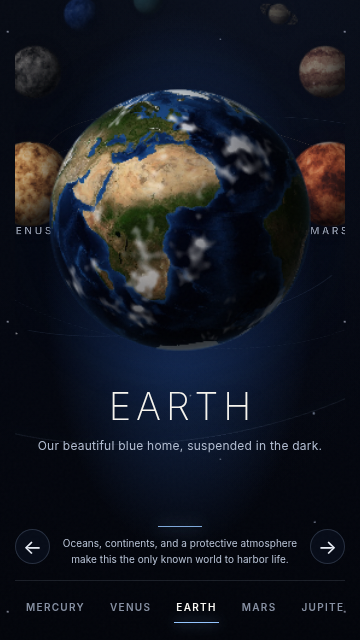 ENUS
MARS
EARTH
Our beautiful blue home, suspended in the dark.
Oceans, continents, and a protective atmosphere
make this the only known world to harbor life.
MERCURY VENUS EARTH MARS JUPITE